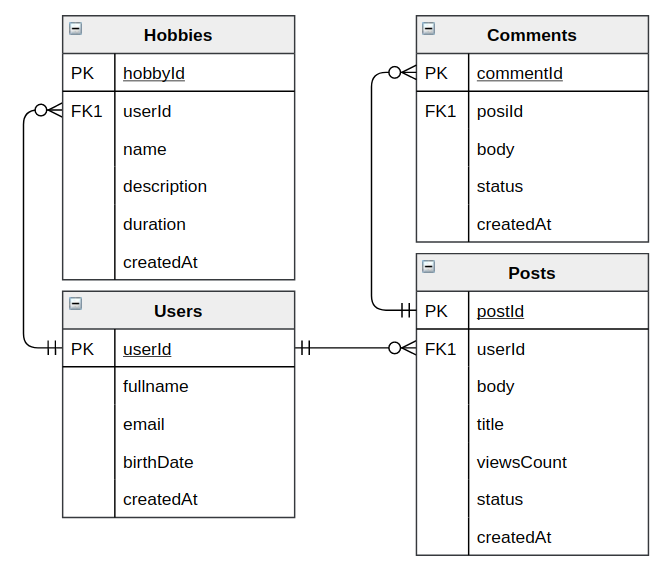 Hobbies
PK hobbyId
FK1 userId
name
description
duration
createdAt
Users
PK userId
fullname
email
birthDate
createdAt
Comments
PK commentId
FK1 posiId
body
status
createdAt
Posts
PK postId
FK1 userId
body
title
viewsCount
status
createdAt